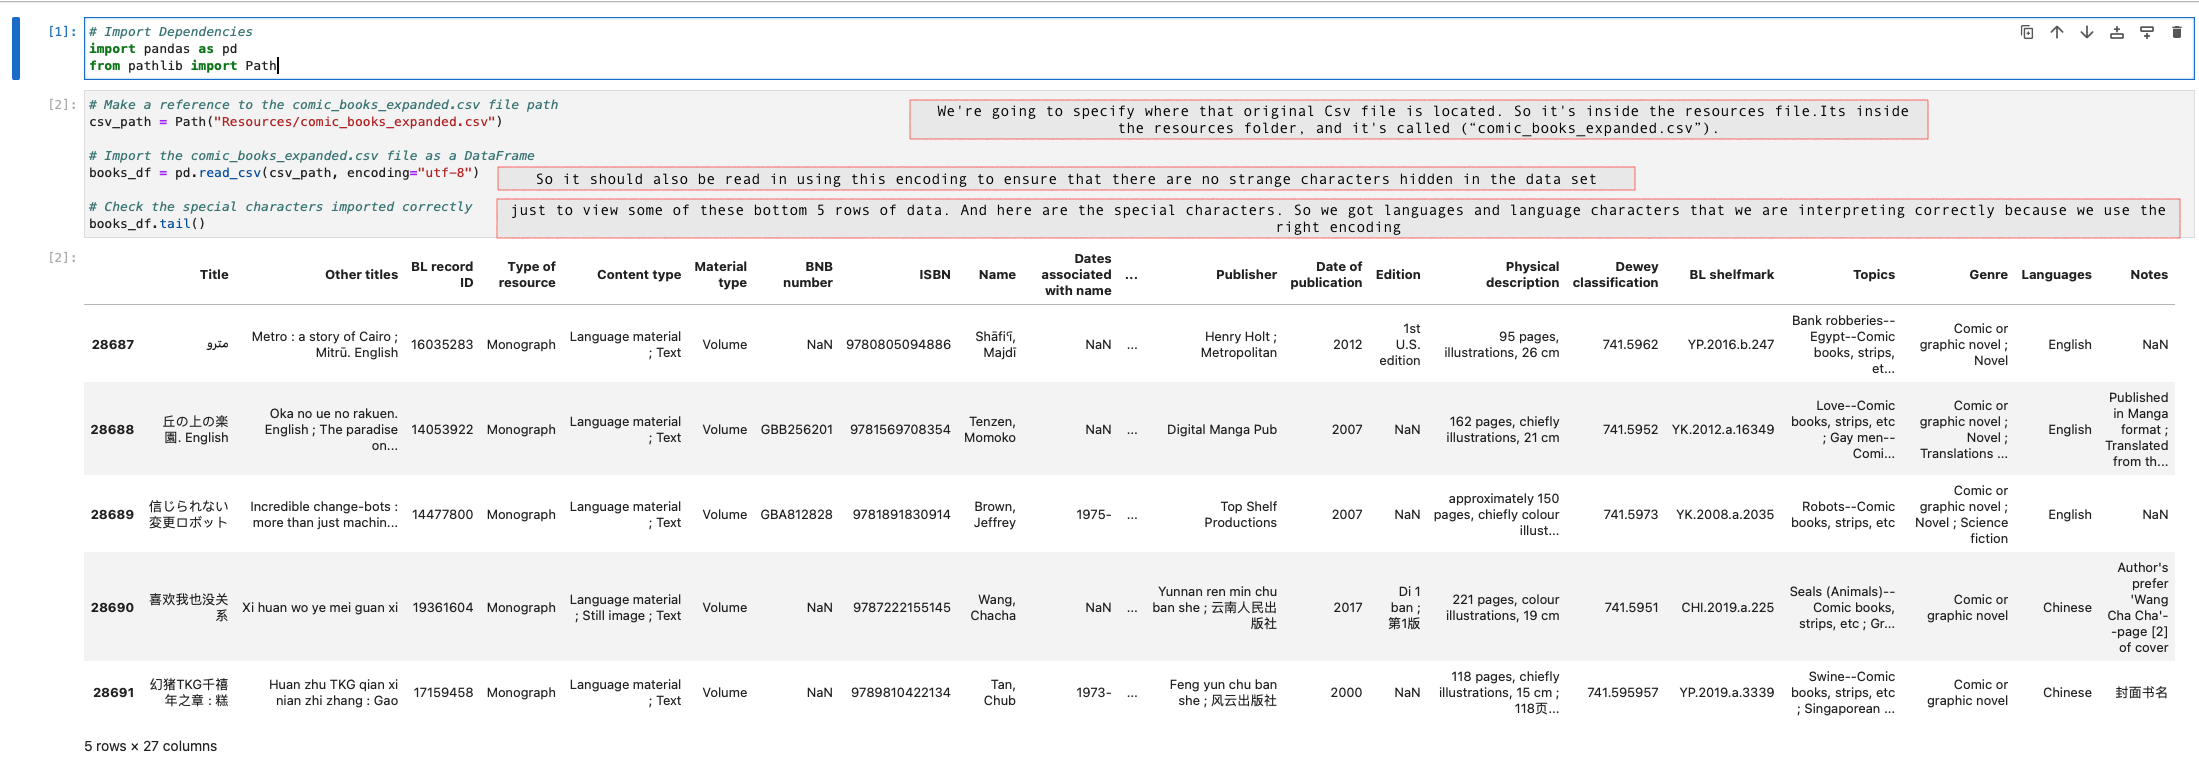 [1]:
# Import Dependencies
import pandas as pd
from pathlib import Path
[2]:
# Make a reference to the comic_books_expanded.csv file path
csv_path = Path("Resources/comic_books_expanded.csv")
We're going to specify where that original Csv file is located. So it's inside the resources file.Its inside
the resources folder, and it's called (“comic_books_expanded.csv”).
# Import the comic_books_expanded.csv file as a DataFrame
books_df = pd.read_csv(csv_path, encoding="utf-8")
So it should also be read in using this encoding to ensure that there are no strange characters hidden in the data set
# Check the special characters imported correctly
books_df.tail()
just to view some of these bottom 5 rows of data. And here are the special characters. So we got languages and language characters that we are interpreting correctly because we use the
right encoding
[2]:
Title
Other titles
BL record
ID
Type of
resource
Content type
Material
type
BNB
number
ISBN
Name
Dates
associated
with name
...
Publisher
Date of
publication
Edition
Physical
description
Dewey
classification
BL shelfmark
Topics
Genre
Languages
Notes
28687
مترو
Metro : a story of Cairo ;
Mitrū. English
16035283
Monograph
Language material
; Text
Volume
NaN
9780805094886
Shāfiʻī,
Majdī
NaN
...
Henry Holt ;
Metropolitan
2012
1st
U.S.
edition
95 pages,
illustrations, 26 cm
741.5962
YP.2016.b.247
Bank robberies--
Egypt--Comic
books, strips,
et...
Comic or
graphic novel ;
Novel
English
NaN
28688
丘の上の楽
園. English
Oka no ue no rakuen.
English ; The paradise
on...
14053922
Monograph
Language material
; Text
Volume
GBB256201
9781569708354
Tenzen,
Momoko
NaN
...
Digital Manga Pub
2007
NaN
162 pages, chiefly
illustrations, 21 cm
741.5952
YK.2012.a.16349
Love--Comic
books, strips, etc
; Gay men--
Comi...
Comic or
graphic novel ;
Novel ;
Translations ...
English
Published
in Manga
format ;
Translated
from th...
28689
信じられない
変更ロボット
Incredible change-bots :
more than just machin...
14477800
Monograph
Language material
; Text
Volume
GBA812828
9781891830914
Brown,
Jeffrey
1975-
...
Top Shelf
Productions
2007
NaN
approximately 150
pages, chiefly colour
illust...
741.5973
YK.2008.a.2035
Robots--Comic
books, strips, etc
Comic or
graphic novel ;
Novel ; Science
fiction
English
NaN
28690
喜欢我也没关
系
Xi huan wo ye mei guan xi
19361604
Monograph
Language material
; Still image ; Text
Volume
NaN
9787222155145
Wang,
Chacha
NaN
...
Yunnan ren min chu
ban she ; 云南人民出
版社
2017
Di 1
ban ;
第1版
221 pages, colour
illustrations, 19 cm
741.5951
CHI.2019.a.225
Seals (Animals)--
Comic books,
strips, etc ; Gr...
Comic or
graphic novel
Chinese
Author's
prefer
'Wang
Cha Cha'-
-page [2]
of cover
28691
幻猪TKG千禧
年之章 : 糕
Huan zhu TKG qian xi
nian zhi zhang : Gao
17159458
Monograph
Language material
; Text
Volume
NaN
9789810422134
Tan,
Chub
1973-
...
Feng yun chu ban
she ; 风云出版社
2000
NaN
118 pages, chiefly
illustrations, 15 cm ;
118页...
741.595957
YP.2019.a.3339
Swine--Comic
books, strips, etc
; Singaporean ...
Comic or
graphic novel
Chinese
封面书名
5 rows × 27 columns